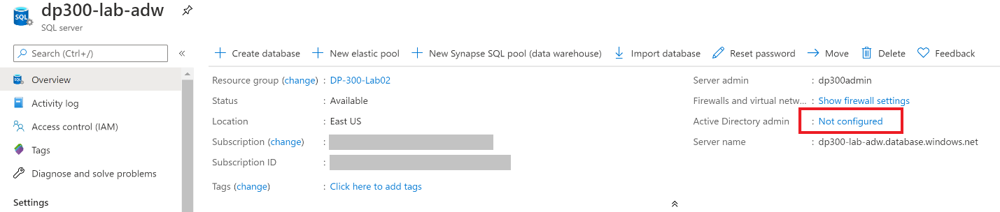 dp300-lab-adw
SQL
SQL server
Search (Ctrl+/) «
Create database New elastic pool New Synapse SQL pool (data warehouse) Import database Reset password Move Delete Feedback
SQL Overview
Activity log
Access control (IAM)
Tags
Diagnose and solve problems
Settings
Resource group (change) : DP-300-Lab02
Status : Available
Location : East US
Subscription (change) :
Subscription ID :
Tags (change) : Click here to add tags
Server admin : dp300admin
Firewalls and virtual netw... : Show firewall settings
Active Directory admin : Not configured
Server name : dp300-lab-adw.database.windows.net